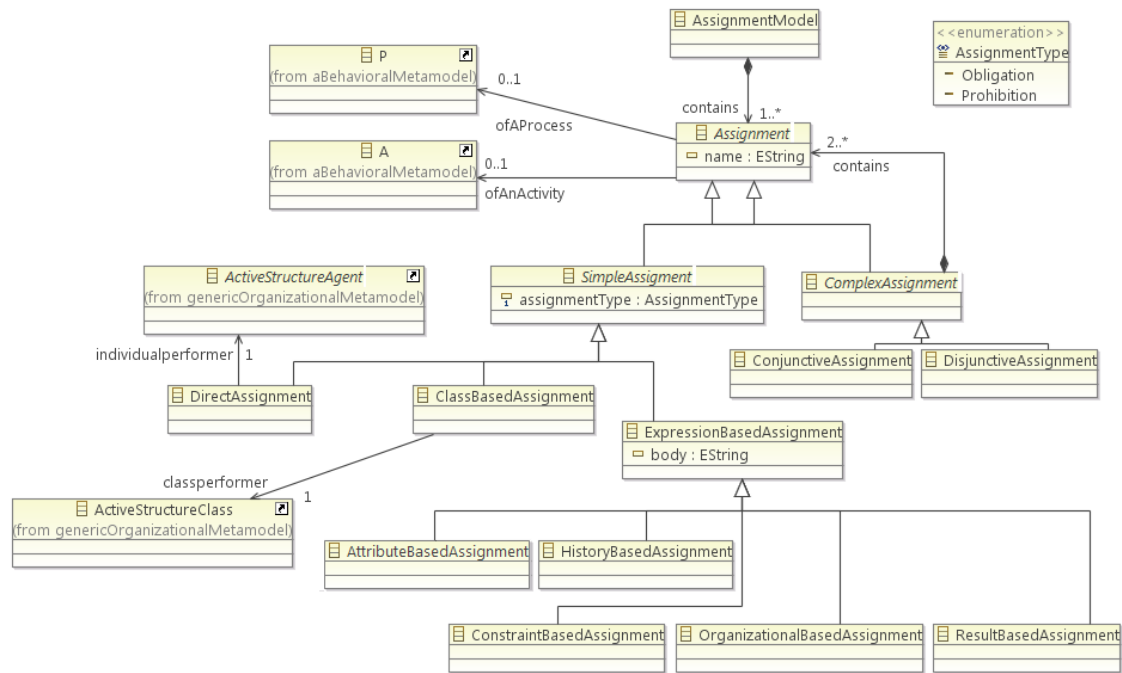 AssignmentModel
<<enumeration>>
AssignmentType
Obligation
Prohibition
P
(from aBehavioralMetamodel)
0..1
ofAProcess
contains
1..*
Assignment
name : EString
2..*
contains
A
(from aBehavioralMetamodel)
0..1
ofAnActivity
ActiveStructureAgent
(from genericOrganizationalMetamodel)
SimpleAssigment
assignmentType : AssignmentType
ComplexAssignment
individualperformer
1
ConjunctiveAssignment
DisjunctiveAssignment
DirectAssignment
ClassBasedAssignment
ExpressionBasedAssignment
body : EString
classperformer
1
ActiveStructureClass
(from genericOrganizationalMetamodel)
AttributeBasedAssignment
HistoryBasedAssignment
ConstraintBasedAssignment
OrganizationalBasedAssignment
ResultBasedAssignment